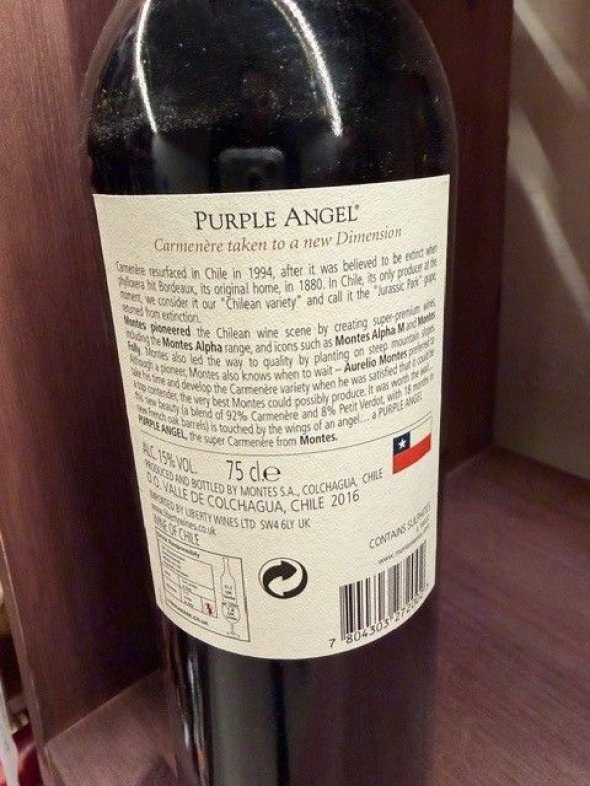 PURPLE ANGEL®
Carmenère taken to a new Dimension
Carmenère resurfaced in Chile in 1994, after it was believed to be extinct when
phylloxera hit Bordeaux, its original home, in 1880. In Chile, its only producer at the
moment, we consider it our "Chilean variety" and call it the "Jurassic Park" grape
returned from extinction.
Montes pioneered the Chilean wine scene by creating super-premium wines,
including the Montes Alpha range, and icons such as Montes Alpha M and Montes
Folly. Montes also led the way to quality by planting on steep mountain slopes.
Although a pioneer, Montes also knows when to wait – Aurelio Montes preferred to
take his time and develop the Carmenère variety when he was satisfied that it could be
a top contender, the very best Montes could possibly produce. It was worth the wait...
this new beauty (a blend of 92% Carmenère and 8% Petit Verdot, with 18 months in
new french oak barrels) is touched by the wings of an angel... a PURPLE ANGEL.
PURPLE ANGEL, the super Carmenère from Montes.
ALC. 15% VOL. 75 cl.e
PRODUCED AND BOTTLED BY MONTES S.A., COLCHAGUA, CHILE
D.O. VALLE DE COLCHAGUA, CHILE 2016
IMPORTED BY LIBERTY WINES LTD SW4 6LY UK
www.libertywines.co.uk
WINE OF CHILE
CONTAINS SULPHITES
7 804303